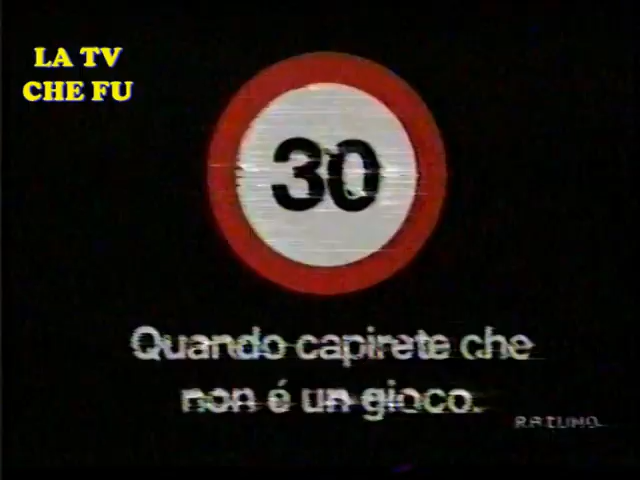 LA TV
CHE FU
30
Quando capirete che
non é un gioco.
RAIUNO